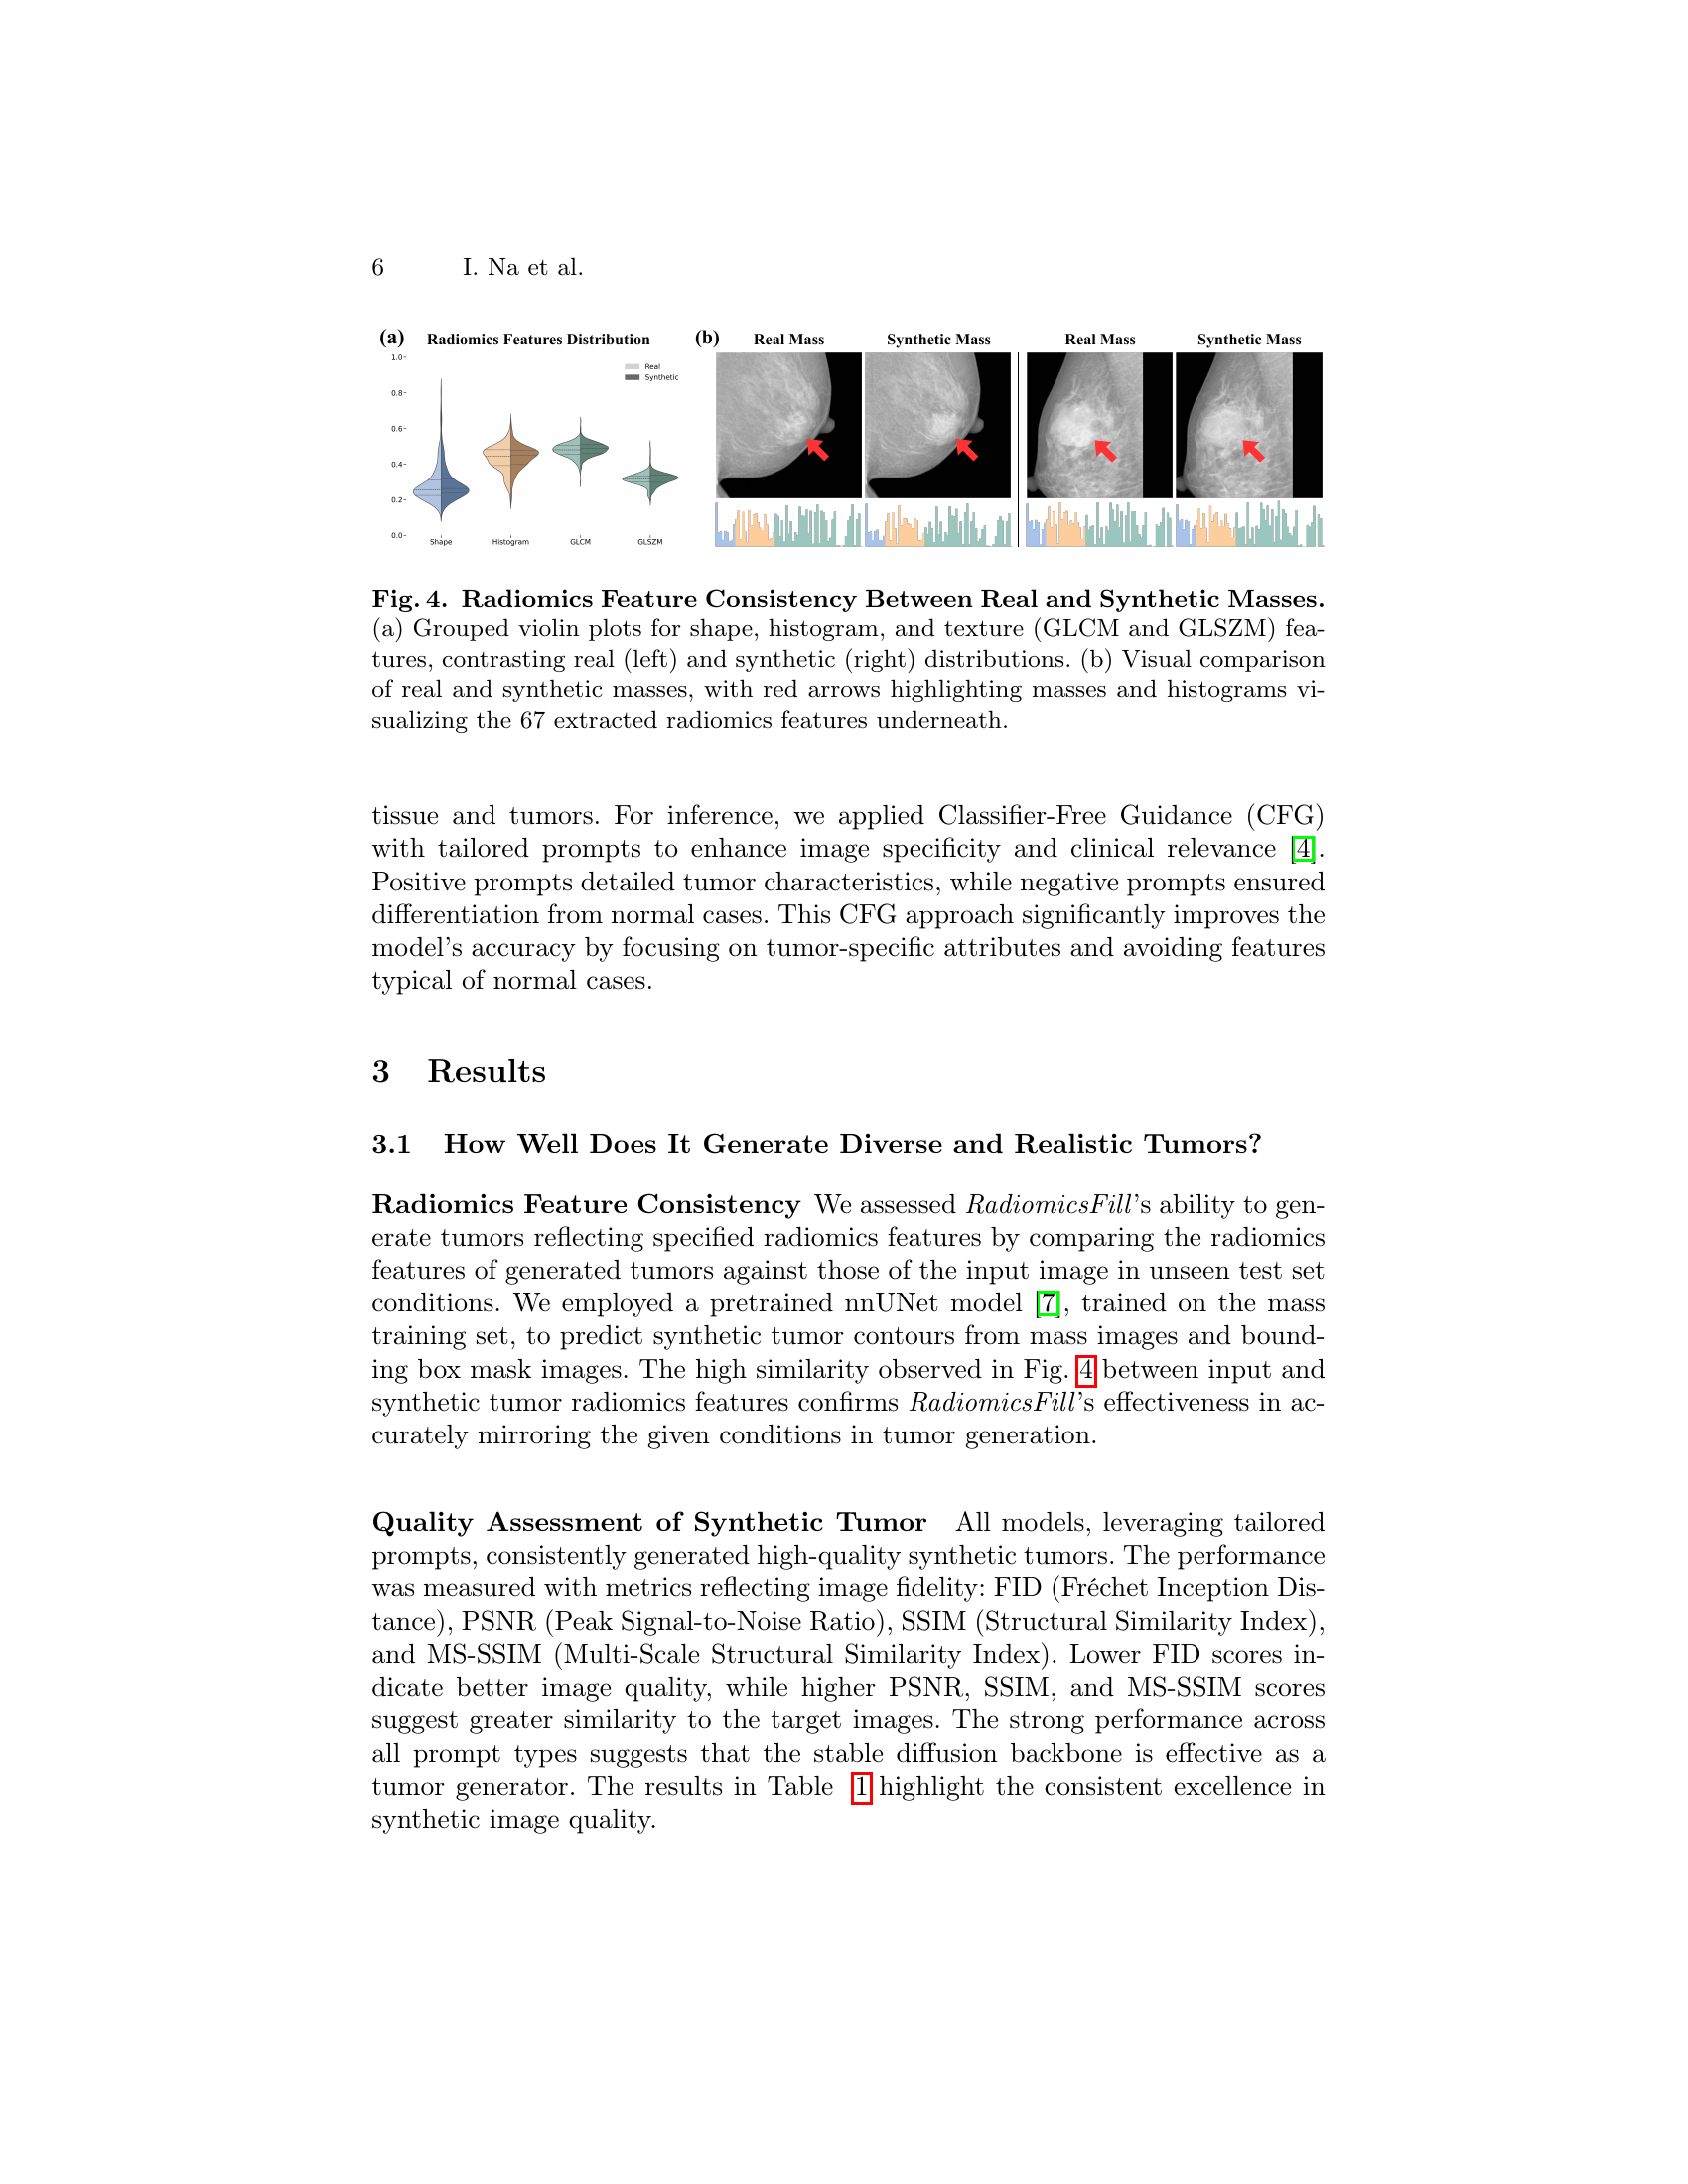 6 I. Na et al.
(a) Radiomics Features Distribution (b) Real Mass Synthetic Mass Real Mass Synthetic Mass
1.0
Real
Synthetic
0.8
0.6
0.4
0.2
0.0
Shape Histogram GLCM GLSZM
Fig. 4. Radiomics Feature Consistency Between Real and Synthetic Masses.
(a) Grouped violin plots for shape, histogram, and texture (GLCM and GLSZM) fea-
tures, contrasting real (left) and synthetic (right) distributions. (b) Visual comparison
of real and synthetic masses, with red arrows highlighting masses and histograms vi-
sualizing the 67 extracted radiomics features underneath.
tissue and tumors. For inference, we applied Classifier-Free Guidance (CFG)
with tailored prompts to enhance image specificity and clinical relevance [4].
Positive prompts detailed tumor characteristics, while negative prompts ensured
differentiation from normal cases. This CFG approach significantly improves the
model's accuracy by focusing on tumor-specific attributes and avoiding features
typical of normal cases.
3 Results
3.1 How Well Does It Generate Diverse and Realistic Tumors?
Radiomics Feature Consistency We assessed RadiomicsFill's ability to gen-
erate tumors reflecting specified radiomics features by comparing the radiomics
features of generated tumors against those of the input image in unseen test set
conditions. We employed a pretrained nnUNet model [7], trained on the mass
training set, to predict synthetic tumor contours from mass images and bound-
ing box mask images. The high similarity observed in Fig. 4 between input and
synthetic tumor radiomics features confirms RadiomicsFill's effectiveness in ac-
curately mirroring the given conditions in tumor generation.
Quality Assessment of Synthetic Tumor All models, leveraging tailored
prompts, consistently generated high-quality synthetic tumors. The performance
was measured with metrics reflecting image fidelity: FID (Fréchet Inception Dis-
tance), PSNR (Peak Signal-to-Noise Ratio), SSIM (Structural Similarity Index),
and MS-SSIM (Multi-Scale Structural Similarity Index). Lower FID scores in-
dicate better image quality, while higher PSNR, SSIM, and MS-SSIM scores
suggest greater similarity to the target images. The strong performance across
all prompt types suggests that the stable diffusion backbone is effective as a
tumor generator. The results in Table 1 highlight the consistent excellence in
synthetic image quality.